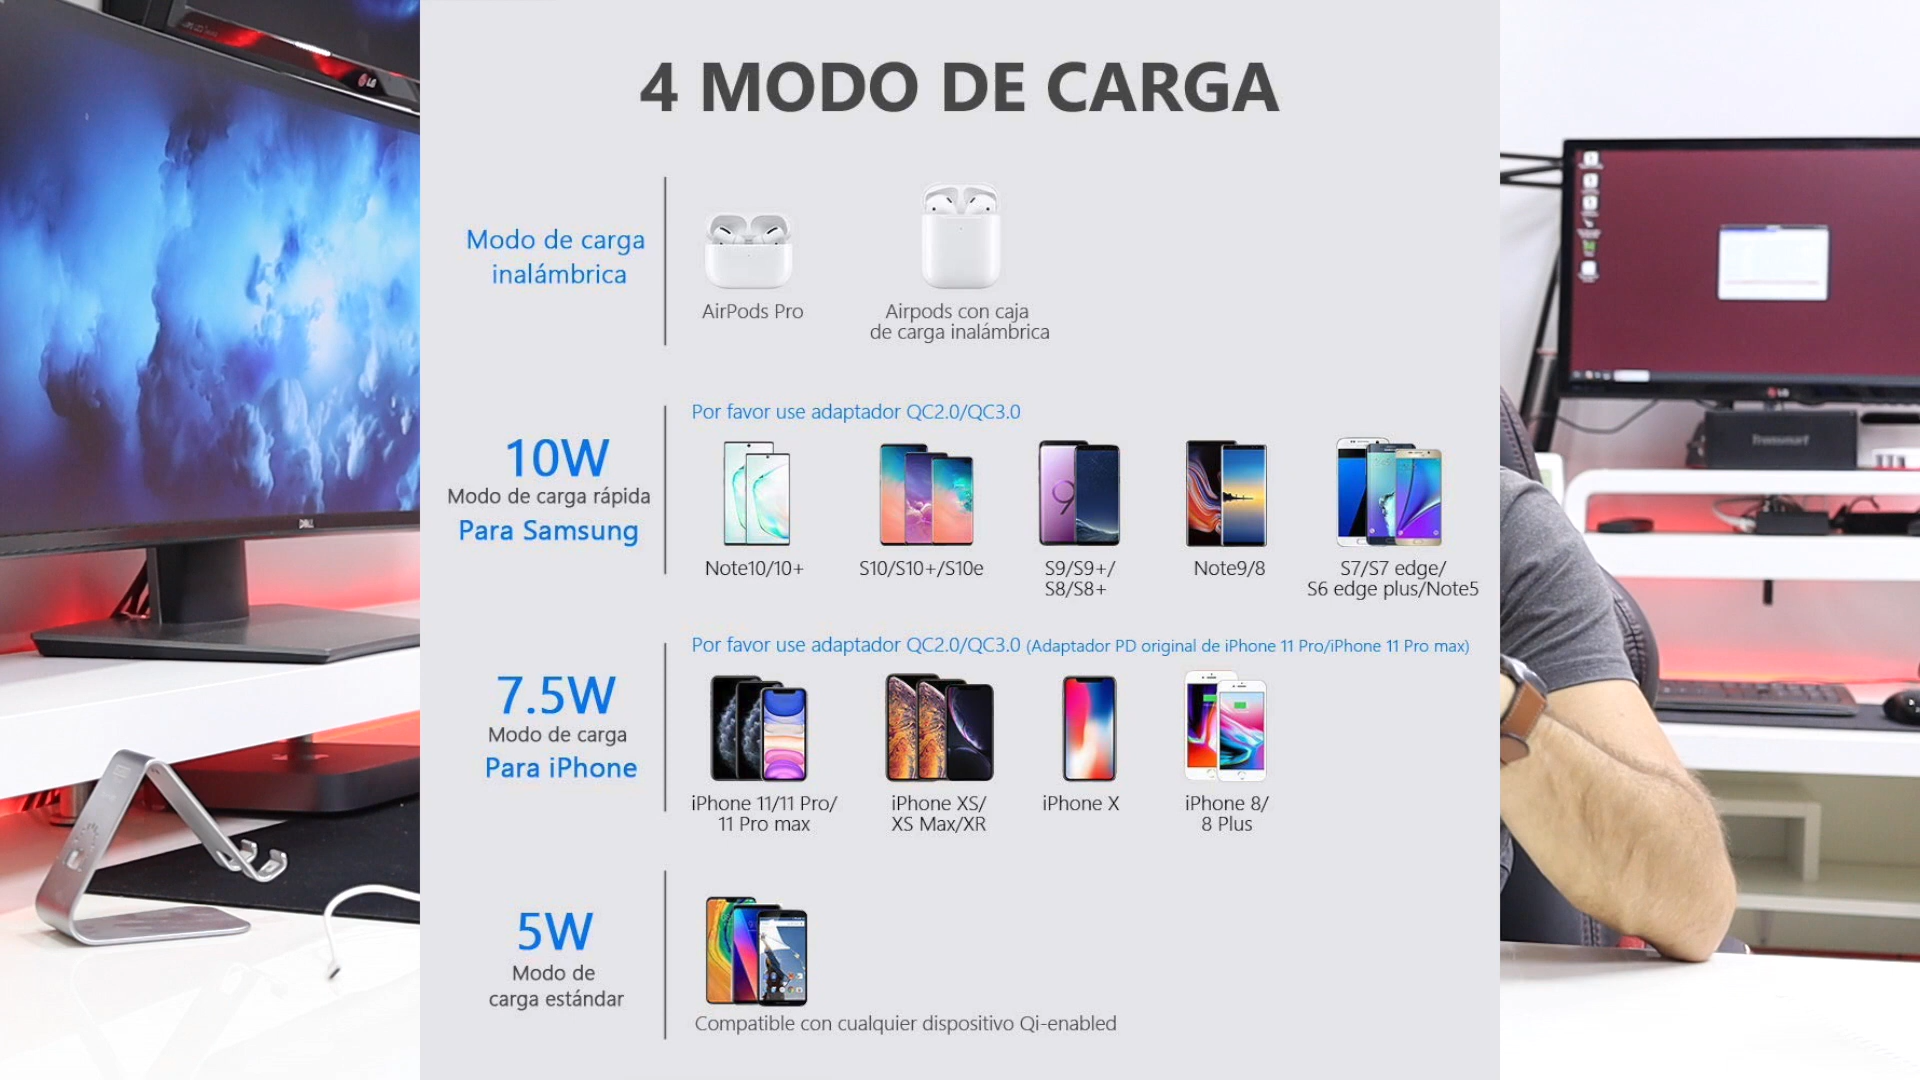 4 MODO DE CARGA
Modo de carga
inalámbrica
AirPods Pro
Airpods con caja
de carga inalámbrica
Por favor use adaptador QC2.0/QC3.0
10W
Modo de carga rápida
Para Samsung
Note10/10+
S10/S10+/S10e
S9/S9+/
S8/S8+
Note9/8
S7/S7 edge/
S6 edge plus/Note5
Por favor use adaptador QC2.0/QC3.0 (Adaptador PD original de iPhone 11 Pro/iPhone 11 Pro max)
7.5W
Modo de carga
Para iPhone
iPhone 11/11 Pro/
11 Pro max
iPhone XS/
XS Max/XR
iPhone X
iPhone 8/
8 Plus
5W
Modo de
carga estándar
Compatible con cualquier dispositivo Qi-enabled
LG
DELL
LG
Tronsmart